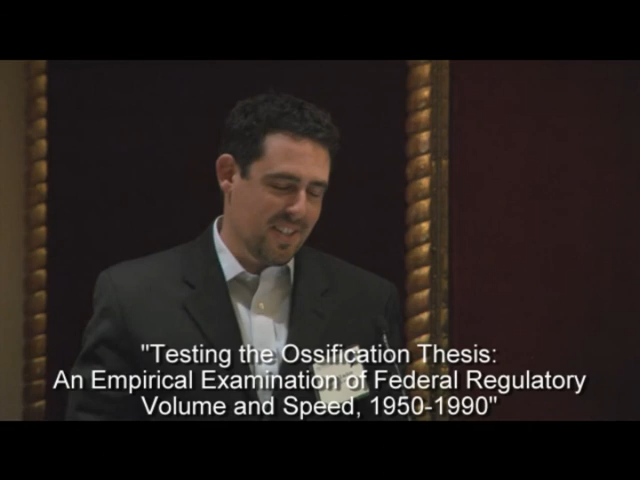 "Testing the Ossification Thesis:
An Empirical Examination of Federal Regulatory
Volume and Speed, 1950-1990"